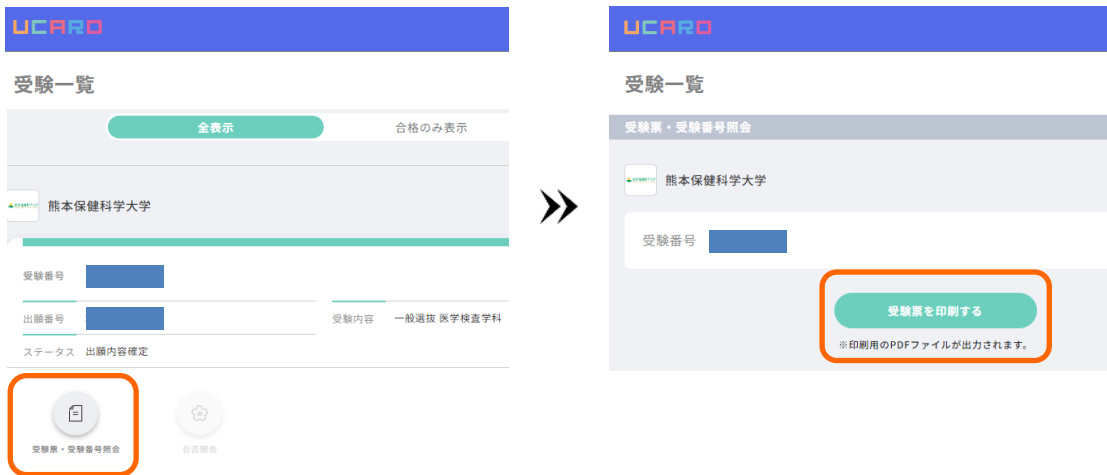 UCARO
受験一覧
全表示 合格のみ表示
熊本保健科学大学
受験番号
出願番号 受験内容 一般選抜 医学検査学科
ステータス 出願内容確定
受験票・受験番号照会 合否照会
UCARO
受験一覧
受験票・受験番号照会
熊本保健科学大学
受験番号
受験票を印刷する
※印刷用のPDFファイルが出力されます。